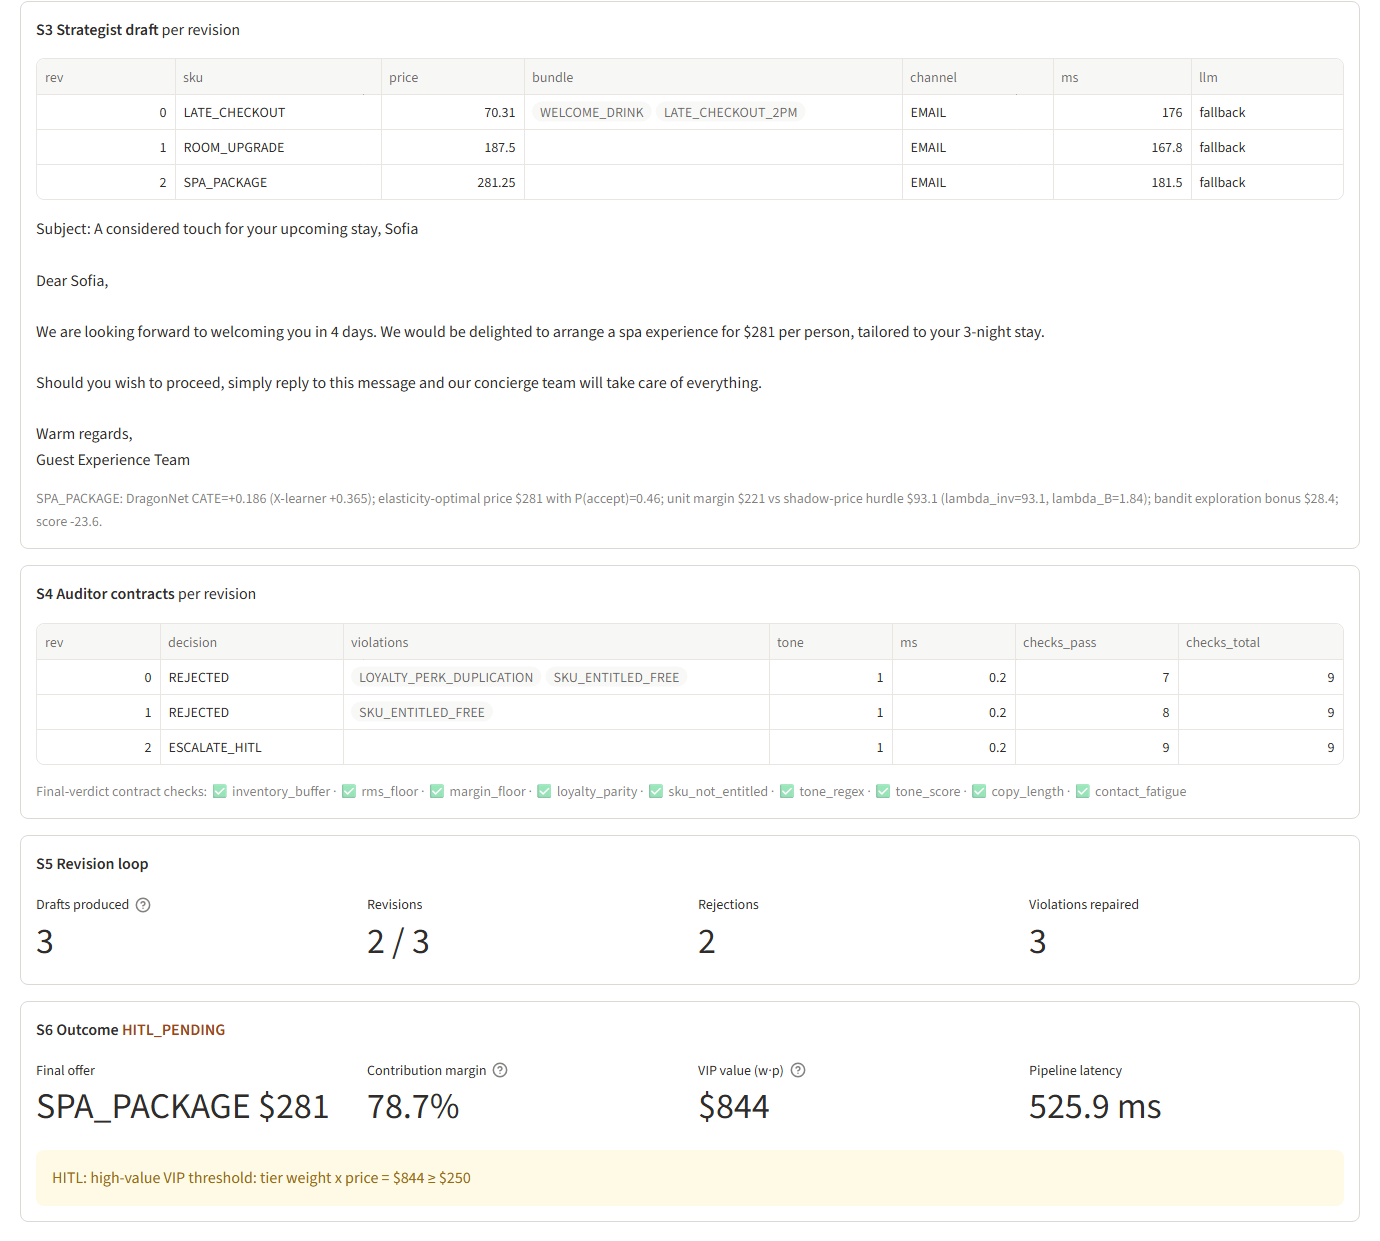 S3 Strategist draft per revision
rev sku price bundle channel ms llm
0 LATE_CHECKOUT 70.31 WELCOME_DRINK LATE_CHECKOUT_2PM EMAIL 176 fallback
1 ROOM_UPGRADE 187.5 EMAIL 167.8 fallback
2 SPA_PACKAGE 281.25 EMAIL 181.5 fallback
Subject: A considered touch for your upcoming stay, Sofia
Dear Sofia,
We are looking forward to welcoming you in 4 days. We would be delighted to arrange a spa experience for $281 per person, tailored to your 3-night stay.
Should you wish to proceed, simply reply to this message and our concierge team will take care of everything.
Warm regards,
Guest Experience Team
SPA_PACKAGE: DragonNet CATE=+0.186 (X-learner +0.365); elasticity-optimal price $281 with P(accept)=0.46; unit margin $221 vs shadow-price hurdle $93.1 (lambda_inv=93.1, lambda_B=1.84); bandit exploration bonus $28.4;
score -23.6.
S4 Auditor contracts per revision
rev decision violations tone ms checks_pass checks_total
0 REJECTED LOYALTY_PERK_DUPLICATION SKU_ENTITLED_FREE 1 0.2 7 9
1 REJECTED SKU_ENTITLED_FREE 1 0.2 8 9
2 ESCALATE_HITL 1 0.2 9 9
Final-verdict contract checks: ✅ inventory_buffer · ✅ rms_floor · ✅ margin_floor · ✅ loyalty_parity · ✅ sku_not_entitled · ✅ tone_regex · ✅ tone_score · ✅ copy_length · ✅ contact_fatigue
S5 Revision loop
Drafts produced Revisions Rejections Violations repaired
3 2 / 3 2 3
S6 Outcome HITL_PENDING
Final offer Contribution margin VIP value (w·p) Pipeline latency
SPA_PACKAGE $281 78.7% $844 525.9 ms
HITL: high-value VIP threshold: tier weight x price = $844 ≥ $250